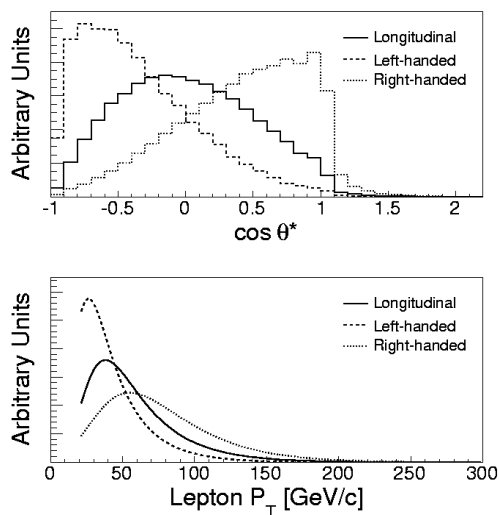 Arbitrary Units
Longitudinal
Left-handed
Right-handed
-1 -0.5 0 0.5 1 1.5 2
cos θ*
Arbitrary Units
Longitudinal
Left-handed
Right-handed
0 50 100 150 200 250 300
Lepton P_T [GeV/c]